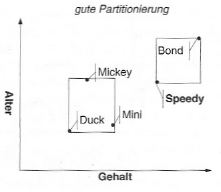 gute Partitionierung
Bond
Mickey
Speedy
Duck
Mini
Alter
Gehalt